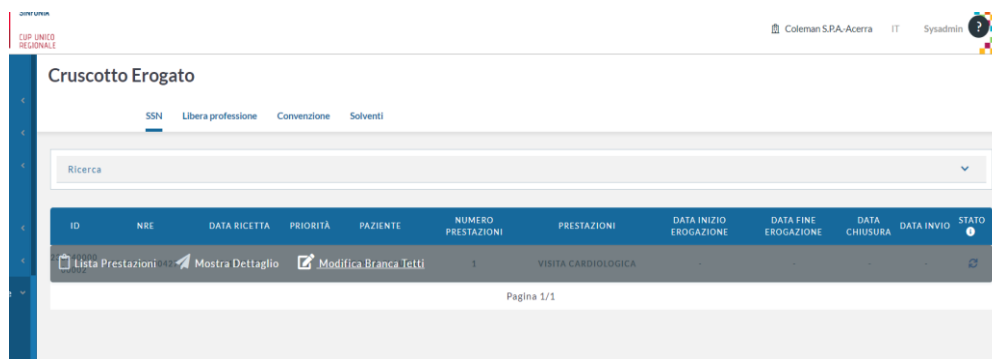 SINFONIA
CUP UNICO
REGIONALE
Coleman S.P.A.-Acerra IT Sysadmin ?
Cruscotto Erogato
SSN Libera professione Convenzione Solventi
Ricerca
ID NRE DATA RICETTA PRIORITÀ PAZIENTE NUMERO PRESTAZIONI PRESTAZIONI DATA INIZIO EROGAZIONE DATA FINE EROGAZIONE DATA CHIUSURA DATA INVIO STATO
Lista Prestazioni Mostra Dettaglio Modifica Branca Tetti 1 VISITA CARDIOLOGICA - - - -
Pagina 1/1